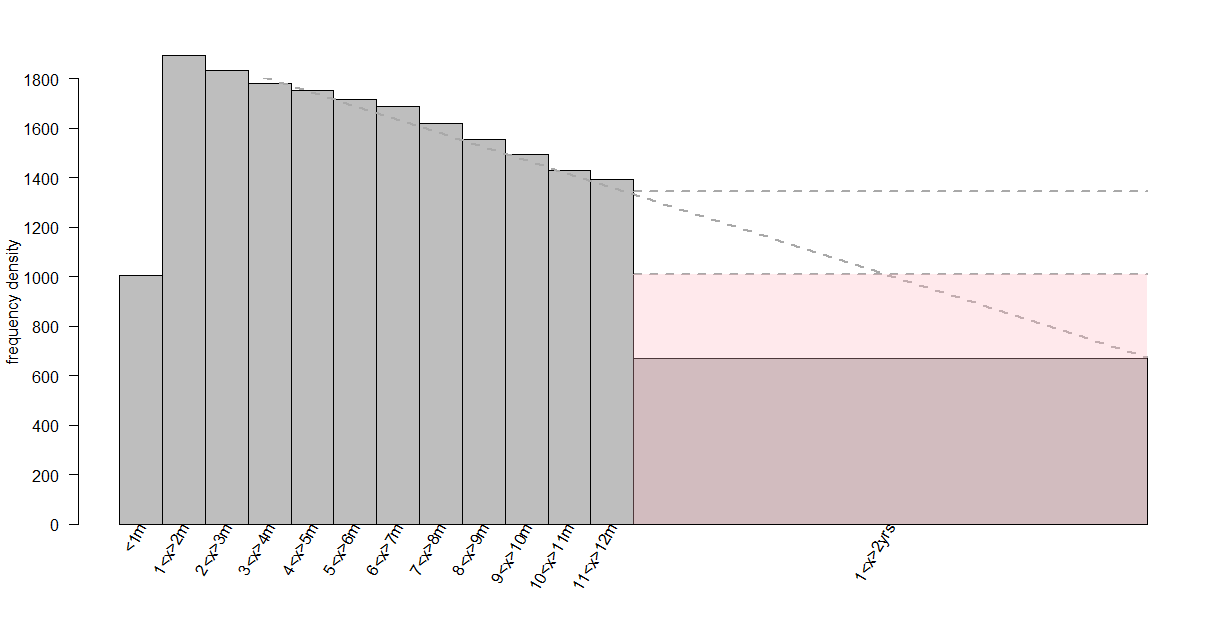 frequency density
1800
1600
1400
1200
1000
800
600
400
200
0
<1m
1<x>2m
2<x>3m
3<x>4m
4<x>5m
5<x>6m
6<x>7m
7<x>8m
8<x>9m
9<x>10m
10<x>11m
11<x>12m
1<x>2yrs